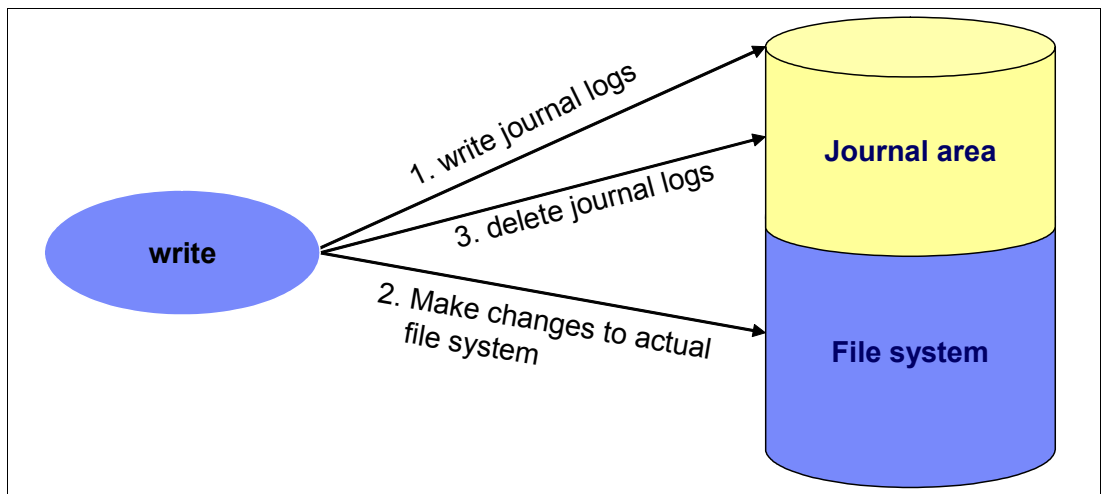 1. write journal logs
Journal area
3. delete journal logs
write
2. Make changes to actual
file system
File system